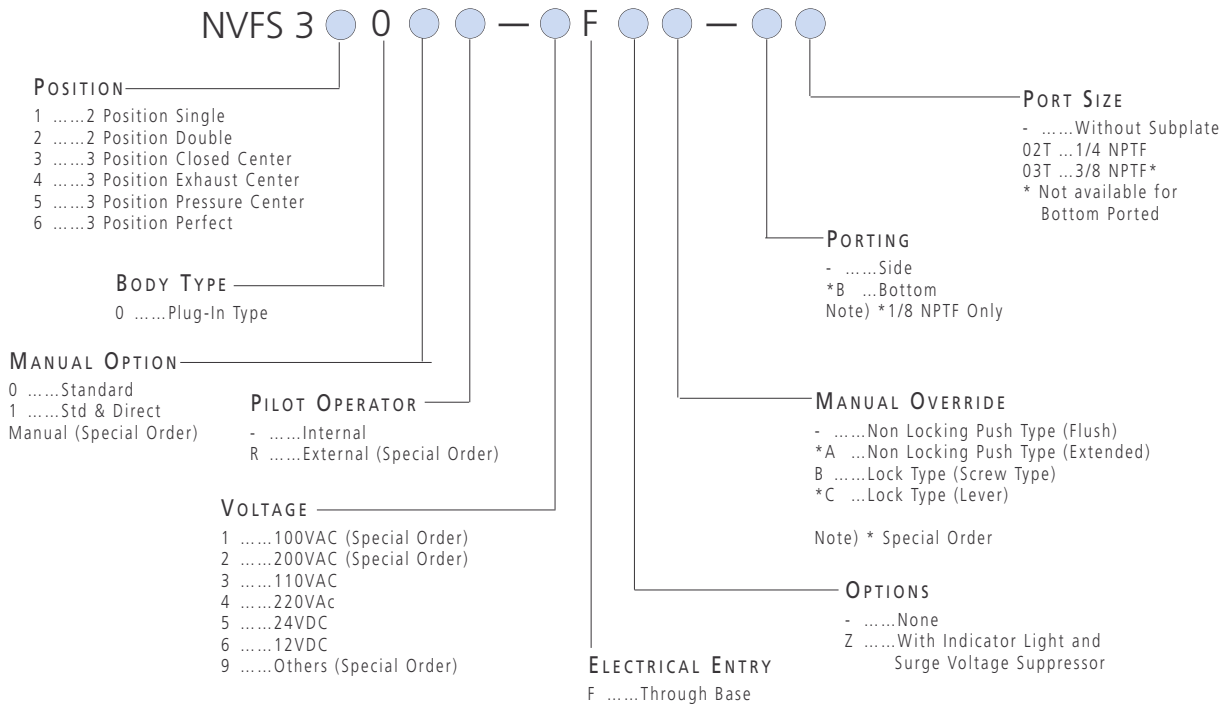 NVFS 3 0 — F —
POSITION
1 ......2 Position Single
2 ......2 Position Double
3 ......3 Position Closed Center
4 ......3 Position Exhaust Center
5 ......3 Position Pressure Center
6 ......3 Position Perfect
BODY TYPE
0 ......Plug-In Type
MANUAL OPTION
0 ......Standard
1 ......Std & Direct
Manual (Special Order)
PILOT OPERATOR
- ......Internal
R ......External (Special Order)
VOLTAGE
1 ......100VAC (Special Order)
2 ......200VAC (Special Order)
3 ......110VAC
4 ......220VAc
5 ......24VDC
6 ......12VDC
9 ......Others (Special Order)
ELECTRICAL ENTRY
F ......Through Base
OPTIONS
- ......None
Z ......With Indicator Light and
Surge Voltage Suppressor
MANUAL OVERRIDE
- ......Non Locking Push Type (Flush)
*A ...Non Locking Push Type (Extended)
B ......Lock Type (Screw Type)
*C ...Lock Type (Lever)
Note) * Special Order
PORTING
- ......Side
*B ...Bottom
Note) *1/8 NPTF Only
PORT SIZE
- ......Without Subplate
02T ...1/4 NPTF
03T ...3/8 NPTF*
* Not available for
Bottom Ported